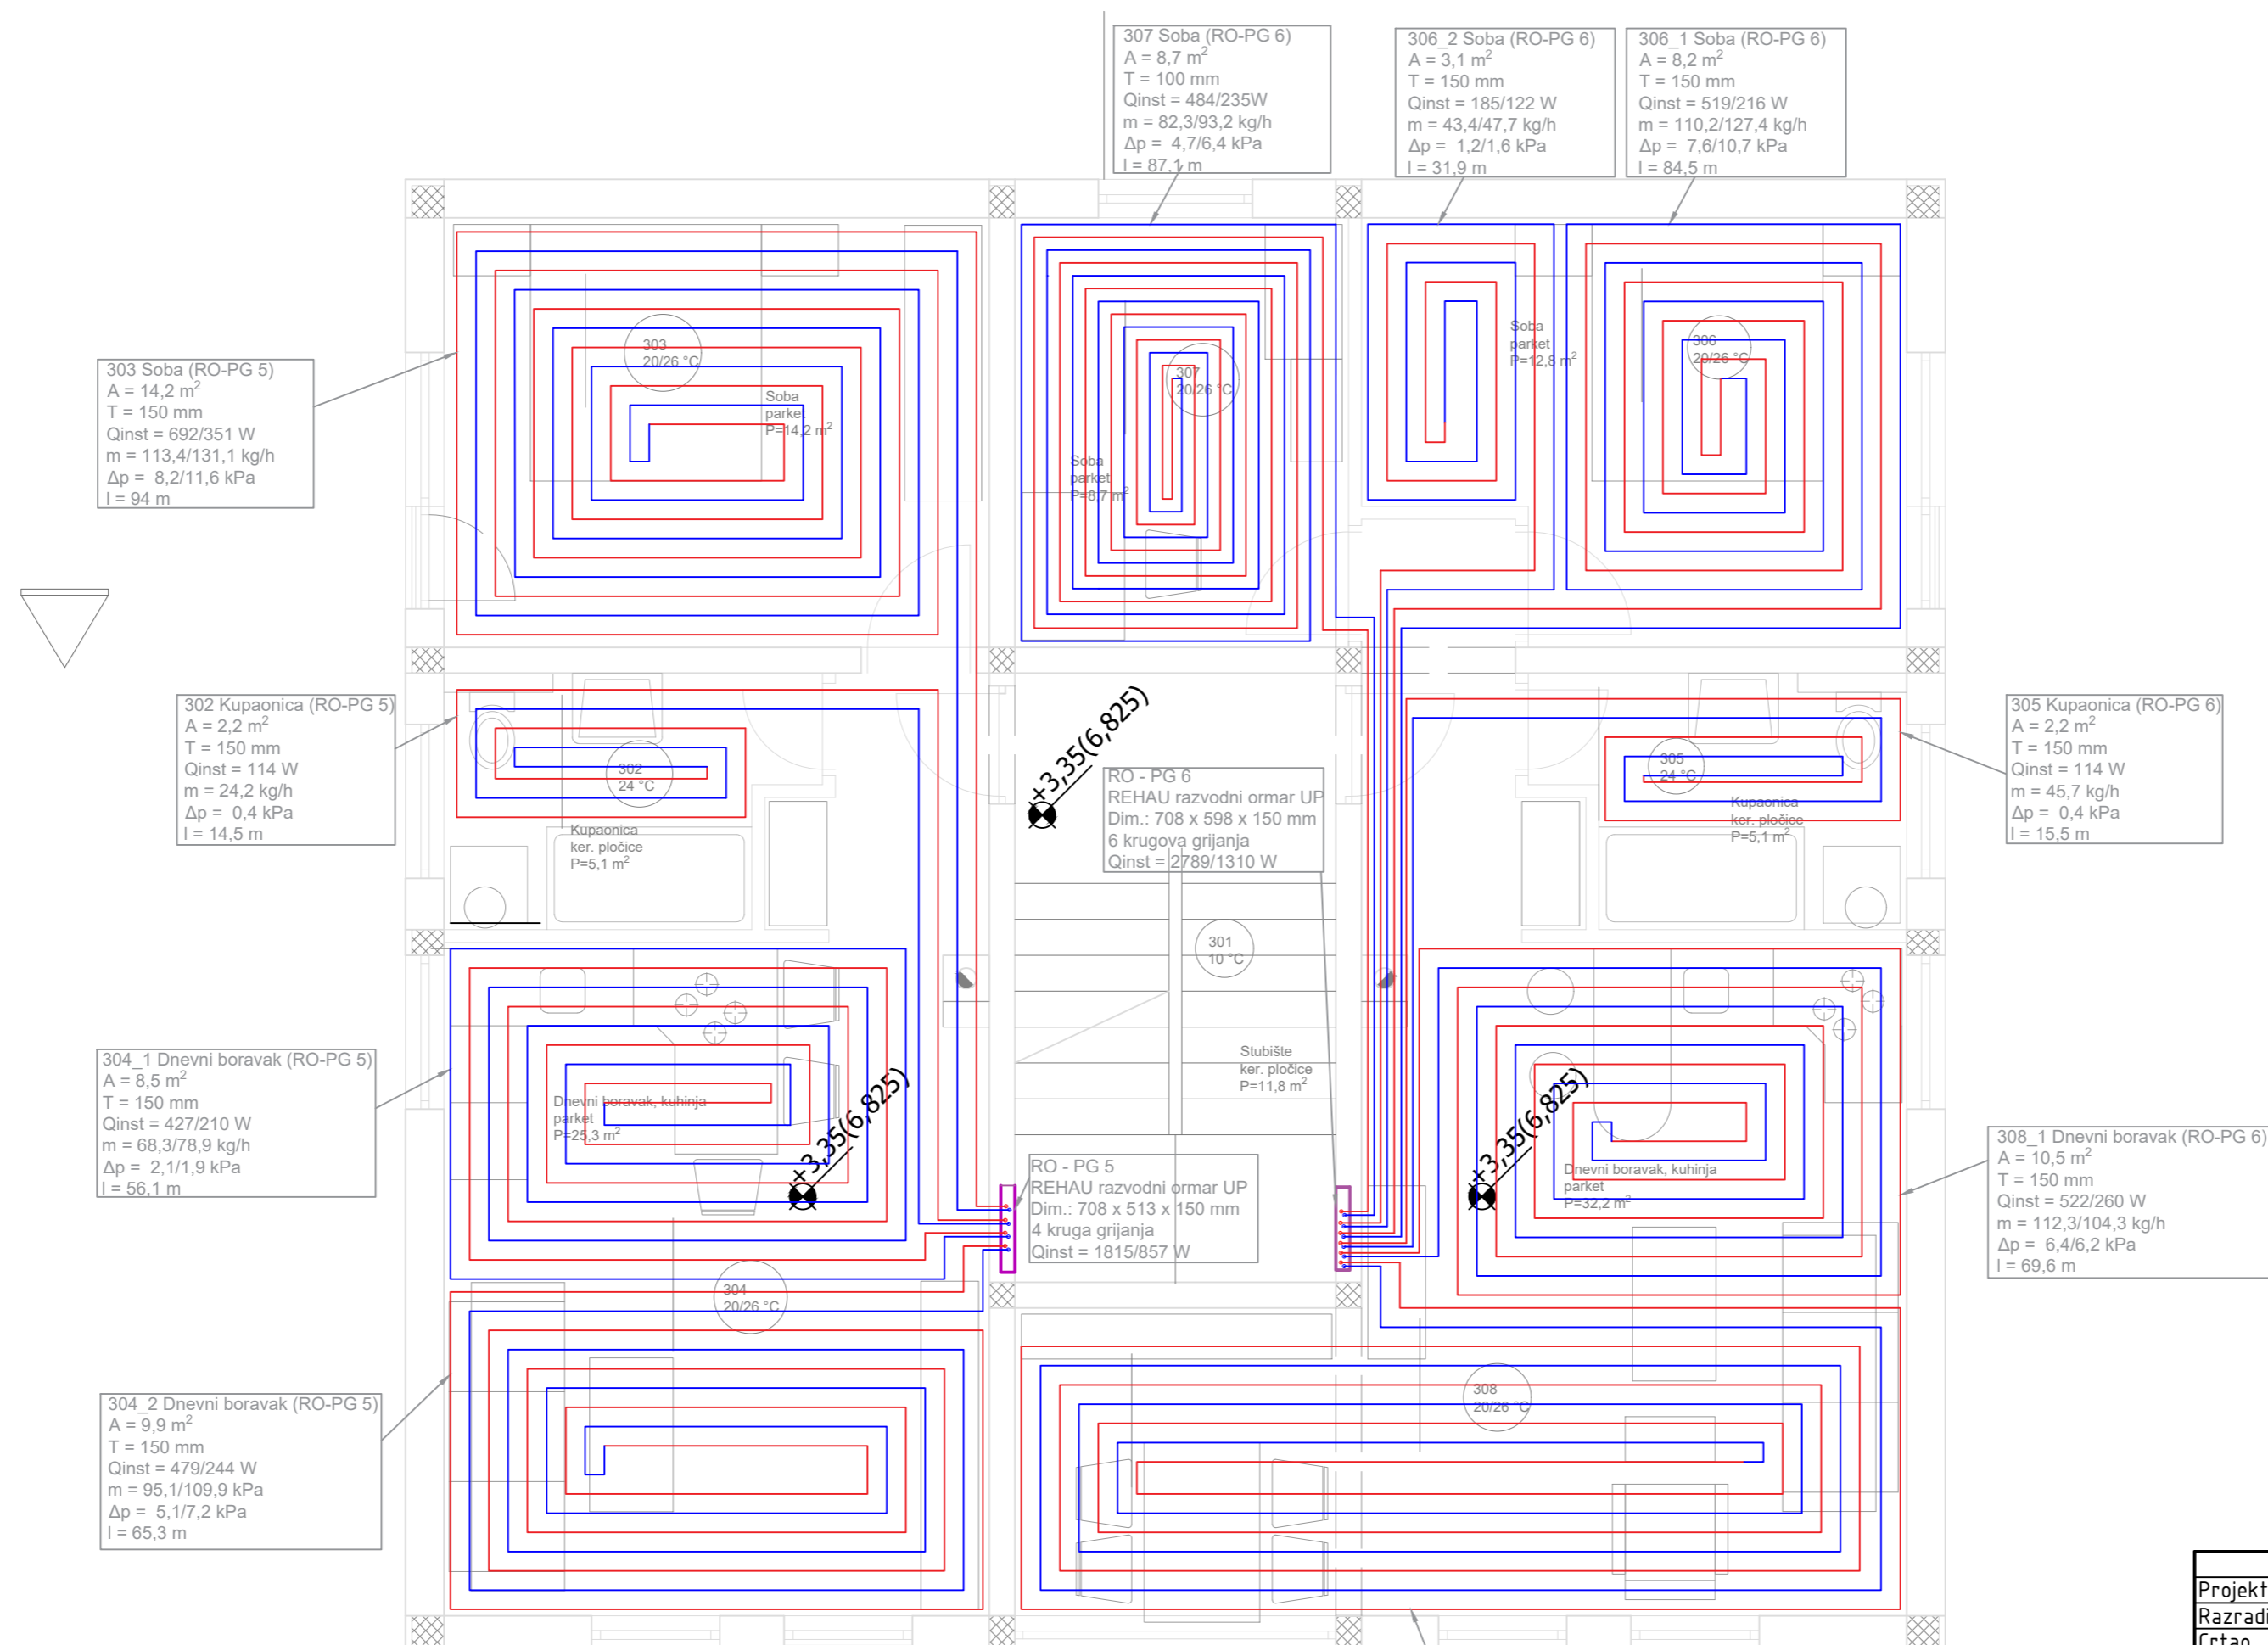 307 Soba (RO-PG 6)
A = 8,7 m²
T = 100 mm
Qinst = 484/235W
m = 82,3/93,2 kg/h
Δp =  4,7/6,4 kPa
l = 87,1 m
306_2 Soba (RO-PG 6)
A = 3,1 m²
T = 150 mm
Qinst = 185/122 W
m = 43,4/47,7 kg/h
Δp =  1,2/1,6 kPa
l = 31,9 m
306_1 Soba (RO-PG 6)
A = 8,2 m²
T = 150 mm
Qinst = 519/216 W
m = 110,2/127,4 kg/h
Δp =  7,6/10,7 kPa
l = 84,5 m
303 Soba (RO-PG 5)
A = 14,2 m²
T = 150 mm
Qinst = 692/351 W
m = 113,4/131,1 kg/h
Δp =  8,2/11,6 kPa
l = 94 m
303
20/26 °C
Soba
parket
P=14,2 m²
307
20/26 °C
Soba
parket
P=8,7 m²
Soba
parket
P=12,8 m²
306
20/26 °C
302 Kupaonica (RO-PG 5)
A = 2,2 m²
T = 150 mm
Qinst = 114 W
m = 24,2 kg/h
Δp =  0,4 kPa
l = 14,5 m
302
24 °C
Kupaonica
ker. pločice
P=5,1 m²
+3,35(6,825)
RO - PG 6
REHAU razvodni ormar UP
Dim.: 708 x 598 x 150 mm
6 krugova grijanja
Qinst = 2789/1310 W
305
24 °C
Kupaonica
ker. pločice
P=5,1 m²
305 Kupaonica (RO-PG 6)
A = 2,2 m²
T = 150 mm
Qinst = 114 W
m = 45,7 kg/h
Δp =  0,4 kPa
l = 15,5 m
301
10 °C
Stubište
ker. pločice
P=11,8 m²
304_1 Dnevni boravak (RO-PG 5)
A = 8,5 m²
T = 150 mm
Qinst = 427/210 W
m = 68,3/78,9 kg/h
Δp =  2,1/1,9 kPa
l = 56,1 m
Dnevni boravak, kuhinja
parket
P=25,3 m²
+3,35(6,825)
RO - PG 5
REHAU razvodni ormar UP
Dim.: 708 x 513 x 150 mm
4 kruga grijanja
Qinst = 1815/857 W
+3,35(6,825)
Dnevni boravak, kuhinja
parket
P=32,2 m²
308_1 Dnevni boravak (RO-PG 6)
A = 10,5 m²
T = 150 mm
Qinst = 522/260 W
m = 112,3/104,3 kg/h
Δp =  6,4/6,2 kPa
l = 69,6 m
304
20/26 °C
304_2 Dnevni boravak (RO-PG 5)
A = 9,9 m²
T = 150 mm
Qinst = 479/244 W
m = 95,1/109,9 kPa
Δp =  5,1/7,2 kPa
l = 65,3 m
308
20/26 °C
Projekt
Razradi
Crtao